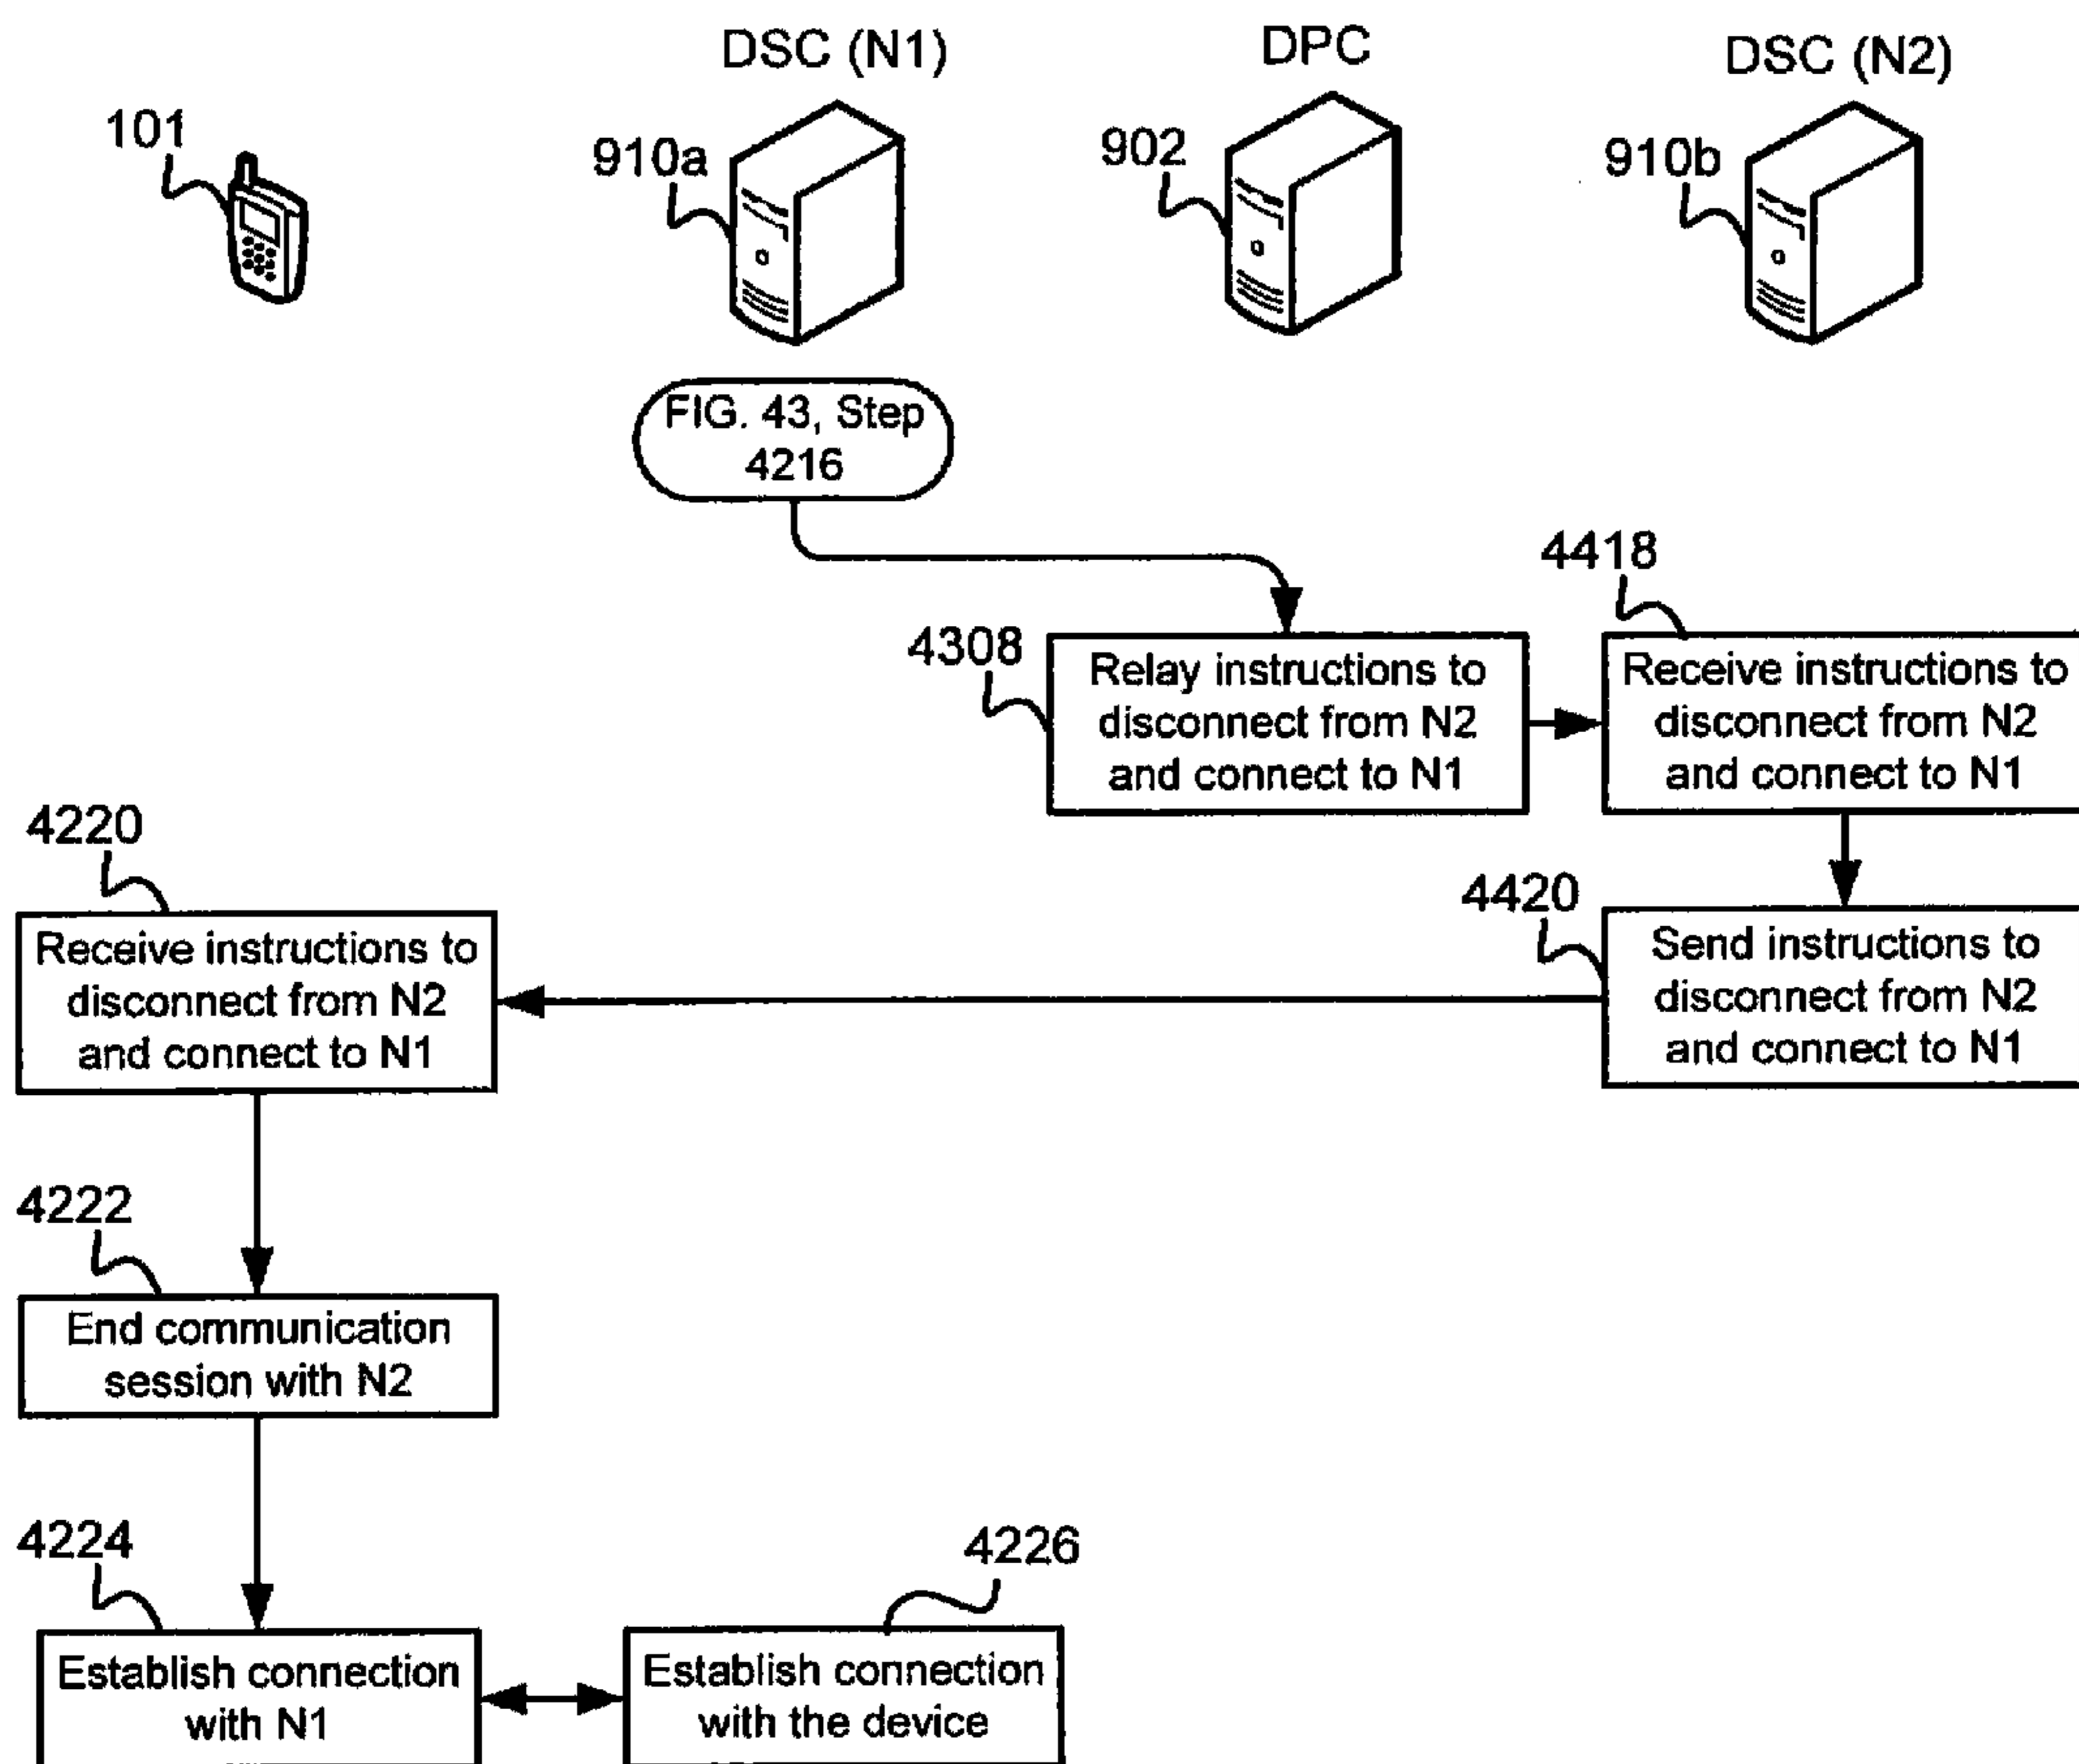 DSC (N1)
DPC
DSC (N2)
101
910a
902
910b
FIG. 43, Step
4216
4418
4308
Relay instructions to
disconnect from N2
and connect to N1
Receive instructions to
disconnect from N2
and connect to N1
4220
4420
Receive instructions to
disconnect from N2
and connect to N1
Send instructions to
disconnect from N2
and connect to N1
4222
End communication
session with N2
4224
4226
Establish connection
with N1
Establish connection
with the device